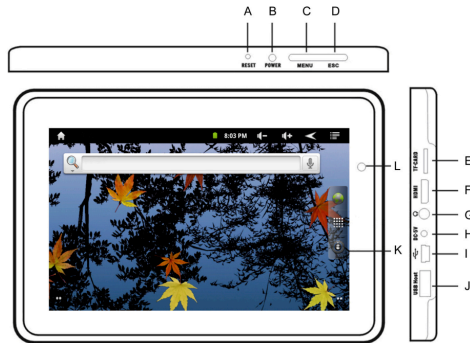 A
B
C
D
RESET
POWER
MENU
ESC
8:03 PM
TF-CARD
HDMI
DC-5V
USB Host
E
F
G
H
I
J
L
K